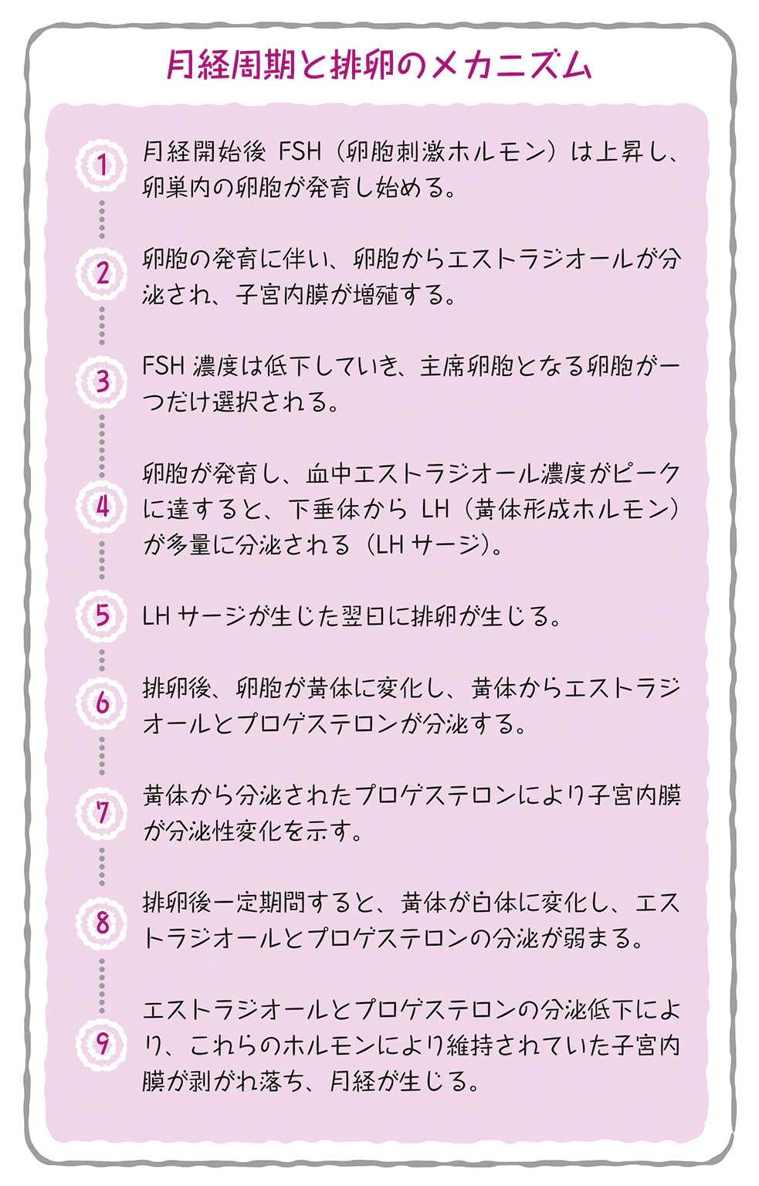 月経周期と排卵のメカニズム
1
月経開始後 FSH（卵胞刺激ホルモン）は上昇し、
卵巣内の卵胞が発育し始める。
2
卵胞の発育に伴い、卵胞からエストラジオールが分
泌され、子宮内膜が増殖する。
3
FSH 濃度は低下していき、主席卵胞となる卵胞が一
つだけ選択される。
4
卵胞が発育し、血中エストラジオール濃度がピーク
に達すると、下垂体から LH（黄体形成ホルモン）
が多量に分泌される（LH サージ）。
5
LH サージが生じた翌日に排卵が生じる。
6
排卵後、卵胞が黄体に変化し、黄体からエストラジ
オールとプロゲステロンが分泌する。
7
黄体から分泌されたプロゲステロンにより子宮内膜
が分泌性変化を示す。
8
排卵後一定期間すると、黄体が白体に変化し、エス
トラジオールとプロゲステロンの分泌が弱まる。
9
エストラジオールとプロゲステロンの分泌低下によ
り、これらのホルモンにより維持されていた子宮内
膜が剥がれ落ち、月経が生じる。